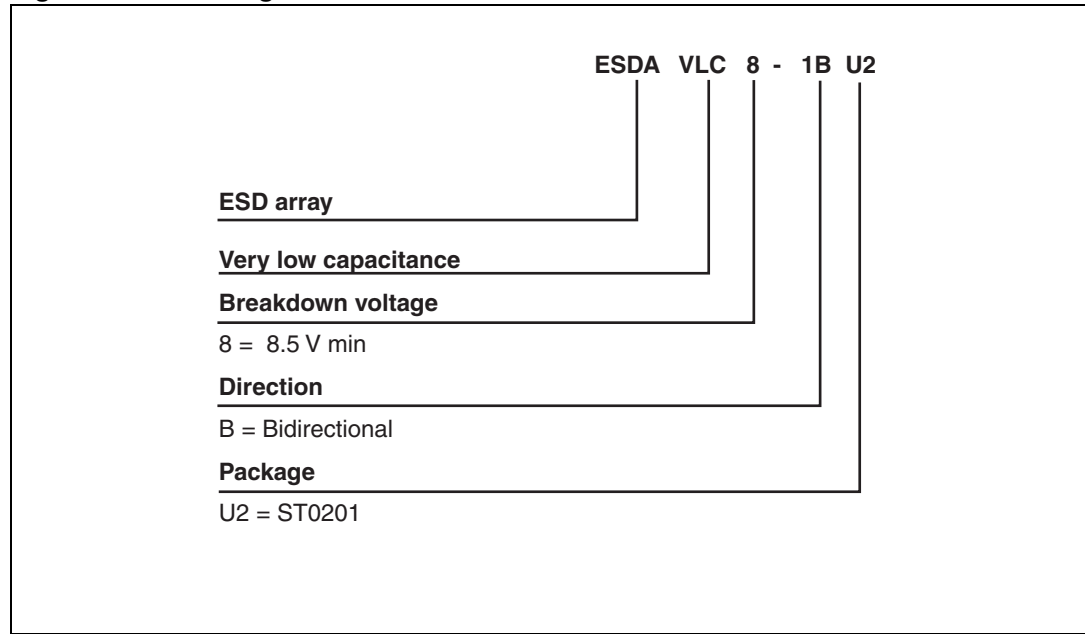 ESDA VLC 8 - 1B U2
ESD array
Very low capacitance
Breakdown voltage
8 = 8.5 V min
Direction
B = Bidirectional
Package
U2 = ST0201